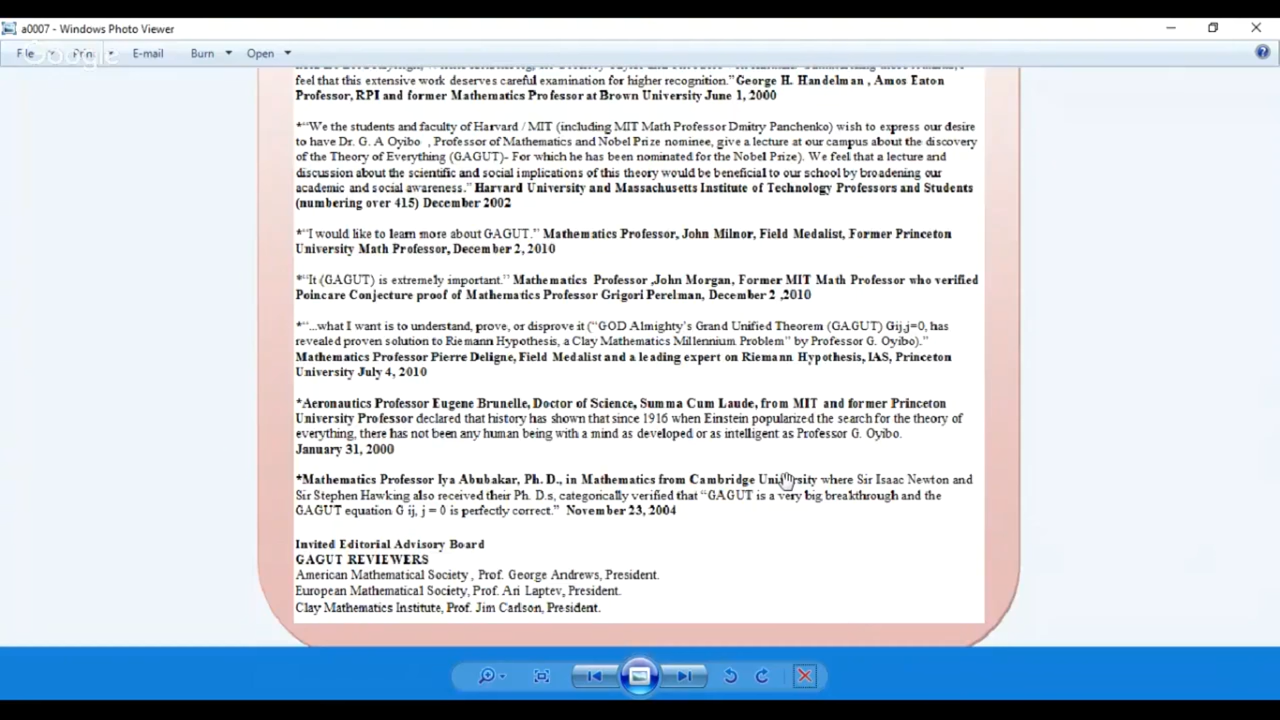 a0007 - Windows Photo Viewer
File Print E-mail Burn Open
Google
feel that this extensive work deserves careful examination for higher recognition.” George H. Handelman , Amos Eaton
Professor, RPI and former Mathematics Professor at Brown University June 1, 2000
*“We the students and faculty of Harvard / MIT (including MIT Math Professor Dmitry Panchenko) wish to express our desire
to have Dr. G. A Oyibo , Professor of Mathematics and Nobel Prize nominee, give a lecture at our campus about the discovery
of the Theory of Everything (GAGUT)- For which he has been nominated for the Nobel Prize). We feel that a lecture and
discussion about the scientific and social implications of this theory would be beneficial to our school by broadening our
academic and social awareness.” Harvard University and Massachusetts Institute of Technology Professors and Students
(numbering over 415) December 2002
*“I would like to learn more about GAGUT.” Mathematics Professor, John Milnor, Field Medalist, Former Princeton
University Math Professor, December 2, 2010
*“It (GAGUT) is extremely important.” Mathematics Professor ,John Morgan, Former MIT Math Professor who verified
Poincare Conjecture proof of Mathematics Professor Grigori Perelman, December 2 ,2010
*“...what I want is to understand, prove, or disprove it (“GOD Almighty’s Grand Unified Theorem (GAGUT) Gij,j=0, has
revealed proven solution to Riemann Hypothesis, a Clay Mathematics Millennium Problem” by Professor G. Oyibo).”
Mathematics Professor Pierre Deligne, Field Medalist and a leading expert on Riemann Hypothesis, IAS, Princeton
University July 4, 2010
*Aeronautics Professor Eugene Brunelle, Doctor of Science, Summa Cum Laude, from MIT and former Princeton
University Professor declared that history has shown that since 1916 when Einstein popularized the search for the theory of
everything, there has not been any human being with a mind as developed or as intelligent as Professor G. Oyibo.
January 31, 2000
*Mathematics Professor Iya Abubakar, Ph. D., in Mathematics from Cambridge University where Sir Isaac Newton and
Sir Stephen Hawking also received their Ph. D.s, categorically verified that “GAGUT is a very big breakthrough and the
GAGUT equation G ij, j = 0 is perfectly correct.” November 23, 2004
Invited Editorial Advisory Board
GAGUT REVIEWERS
American Mathematical Society , Prof. George Andrews, President.
European Mathematical Society, Prof. Ari Laptev, President.
Clay Mathematics Institute, Prof. Jim Carlson, President.